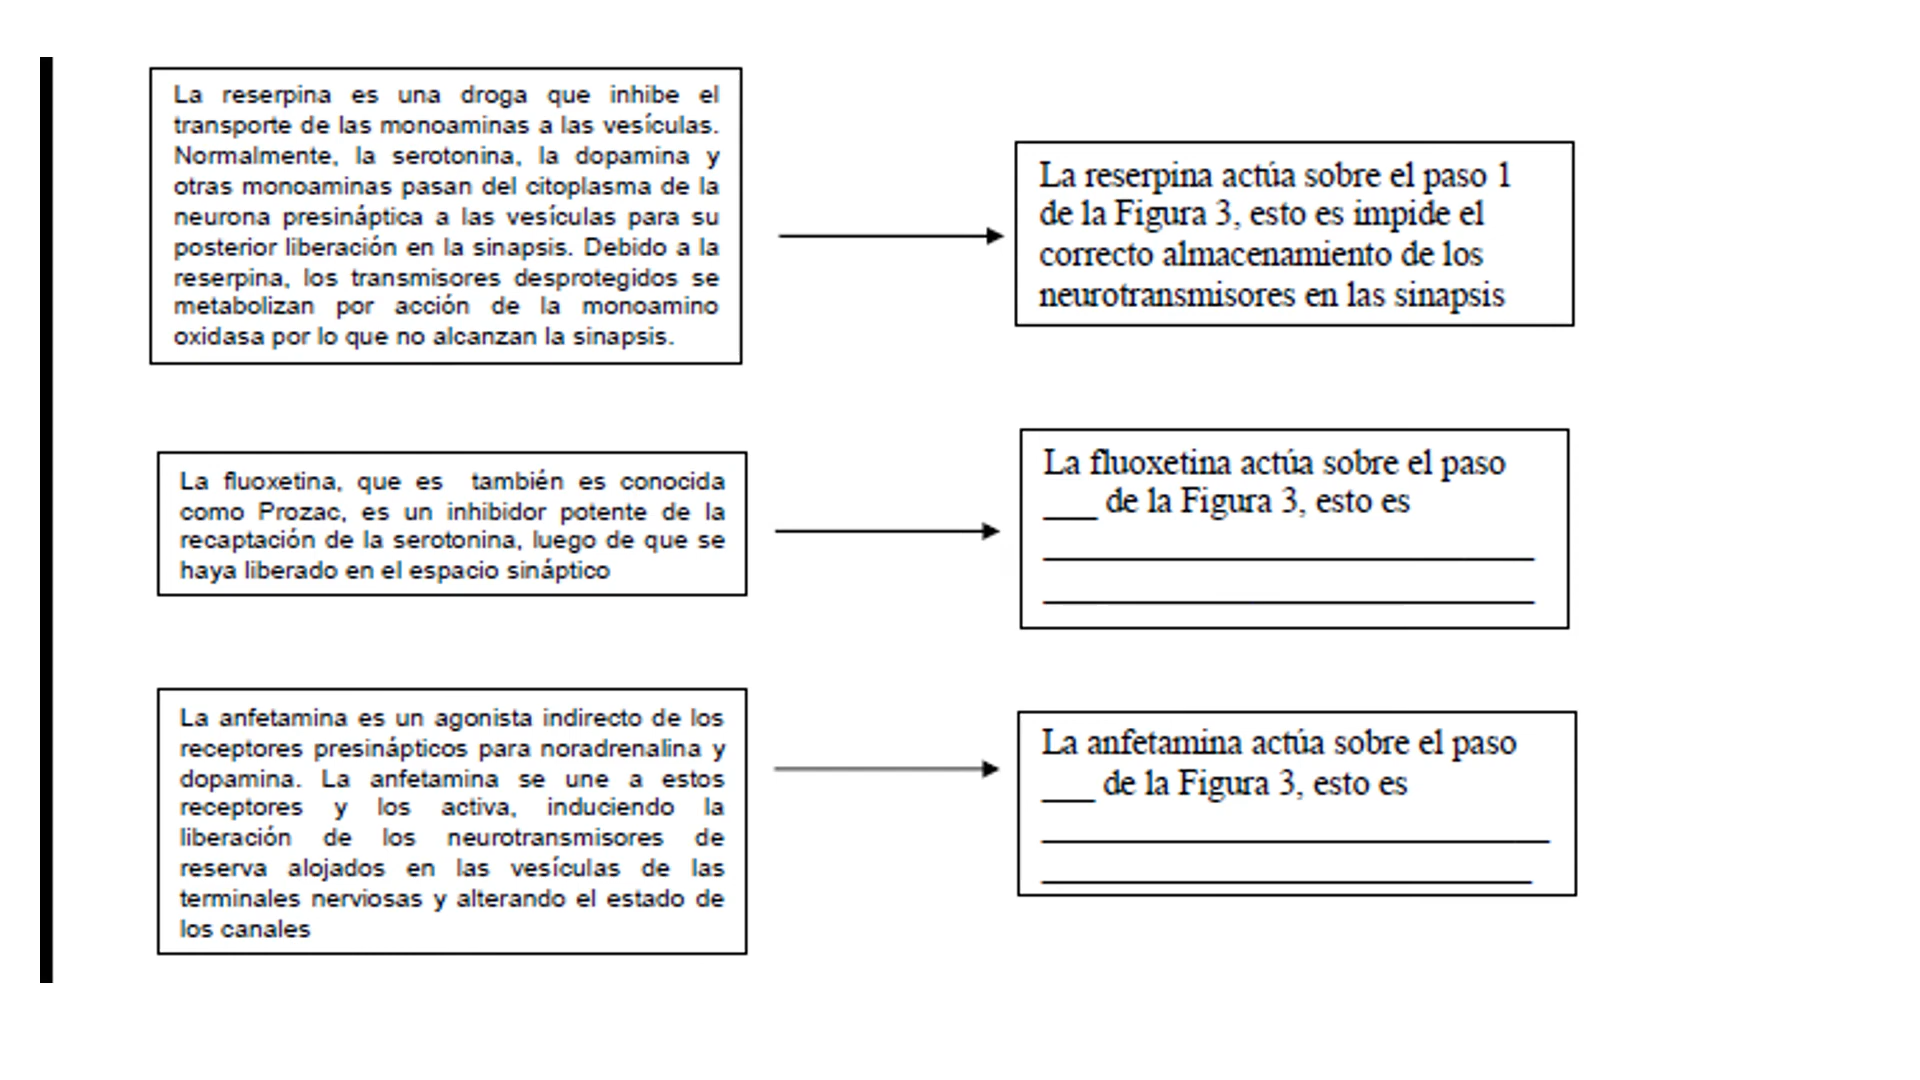 La reserpina es una droga que inhibe el
transporte de las monoaminas a las vesículas.
Normalmente, la serotonina, la dopamina y
otras monoaminas pasan del citoplasma de la
neurona presináptica a las vesículas para su
posterior liberación en la sinapsis. Debido a la
reserpina, los transmisores desprotegidos se
metabolizan por acción de la monoamino
oxidasa por lo que no alcanzan la sinapsis.
La reserpina actúa sobre el paso 1
de la Figura 3, esto es impide el
correcto almacenamiento de los
neurotransmisores en las sinapsis
La fluoxetina, que es también es conocida
como Prozac, es un inhibidor potente de la
recaptación de la serotonina, luego de que se
haya liberado en el espacio sináptico
La fluoxetina actúa sobre el paso
___ de la Figura 3, esto es
La anfetamina es un agonista indirecto de los
receptores presinápticos para noradrenalina y
dopamina. La anfetamina se une a estos
receptores y los activa, induciendo la
liberación de los neurotransmisores de
reserva alojados en las vesículas de las
terminales nerviosas y alterando el estado de
los canales
La anfetamina actúa sobre el paso
___ de la Figura 3, esto es